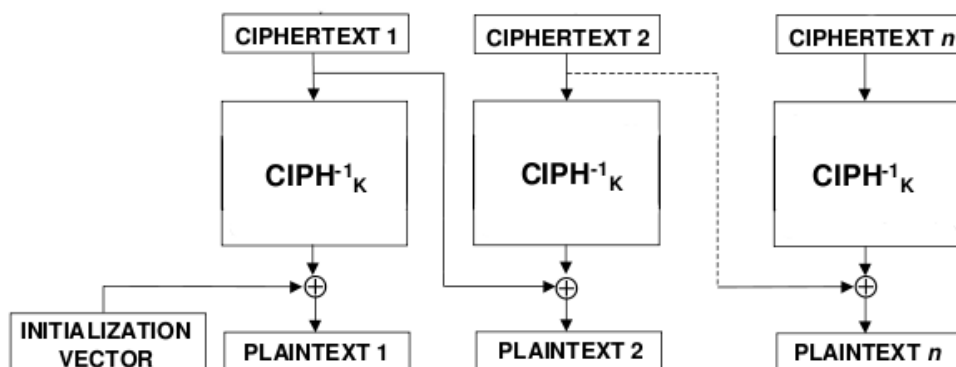 CIPHERTEXT 1
CIPHERTEXT 2
CIPHERTEXT n
CIPH-1K
CIPH-1K
CIPH-1K
INITIALIZATION
VECTOR
PLAINTEXT 1
PLAINTEXT 2
PLAINTEXT n